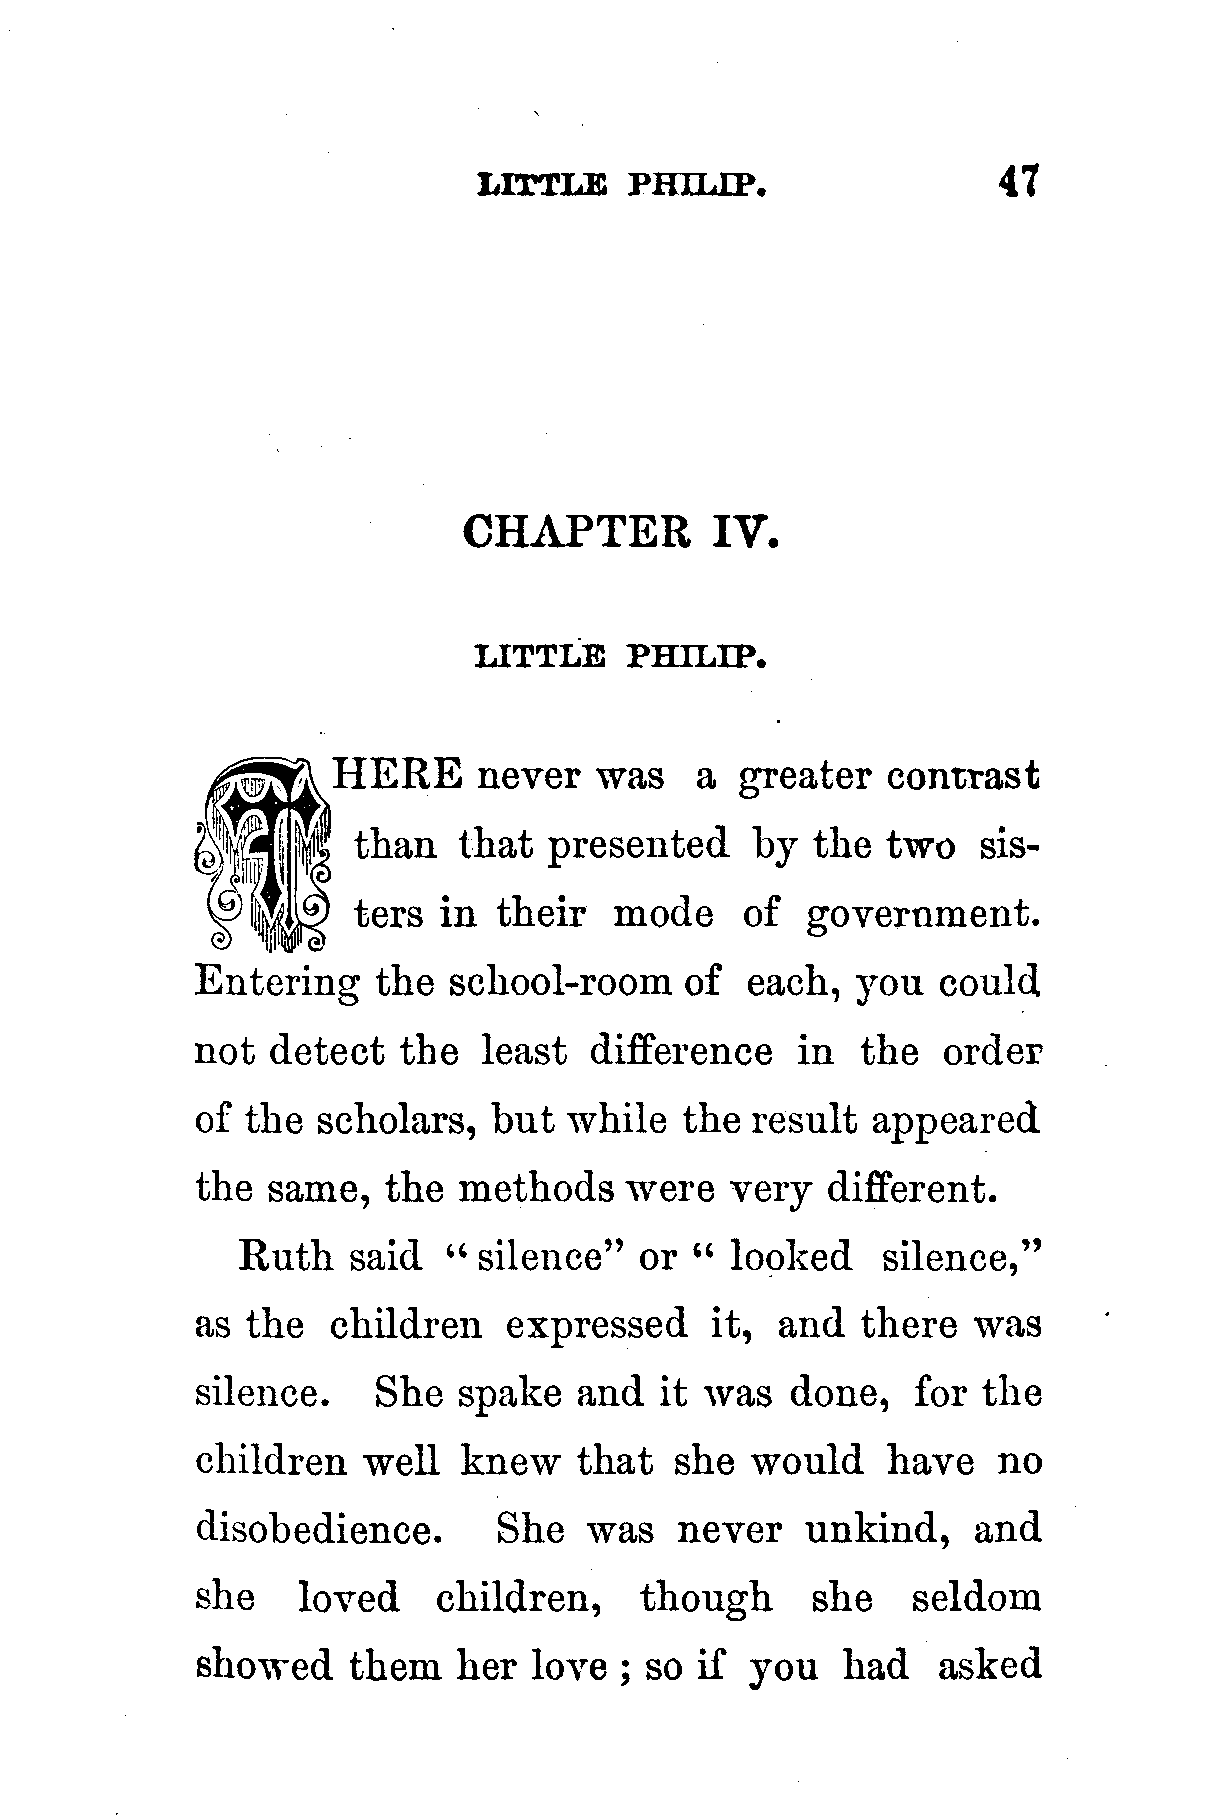 LITTLE PHILIP. 47
CHAPTER IV.
LITTLE PHILIP.
THERE never was a greater contrast
than that presented by the two sis-
ters in their mode of government.
Entering the school-room of each, you could
not detect the least difference in the order
of the scholars, but while the result appeared
the same, the methods were very different.
Ruth said “ silence” or “ looked silence,”
as the children expressed it, and there was
silence. She spake and it was done, for the
children well knew that she would have no
disobedience. She was never unkind, and
she loved children, though she seldom
showed them her love ; so if you had asked